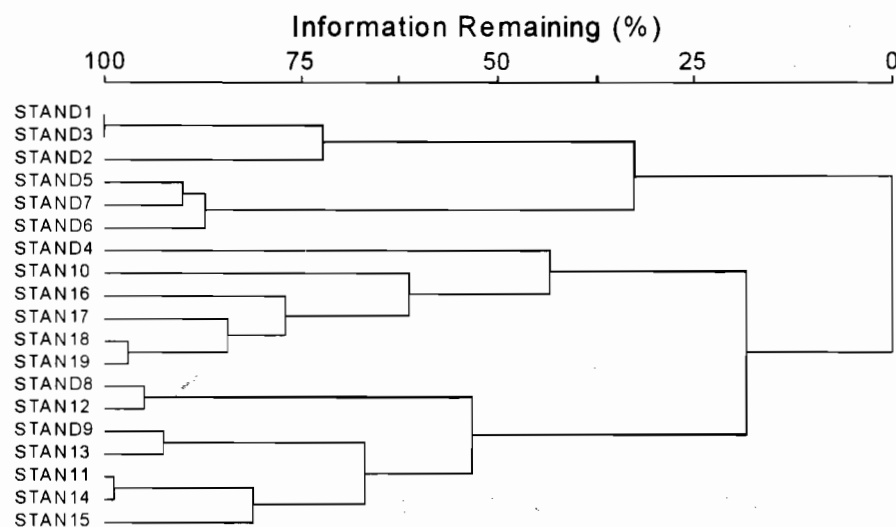 Information Remaining (%)
100 75 50 25 0
STAND1
STAND3
STAND2
STAND5
STAND7
STAND6
STAND4
STAN10
STAN16
STAN17
STAN18
STAN19
STAND8
STAN12
STAND9
STAN13
STAN11
STAN14
STAN15